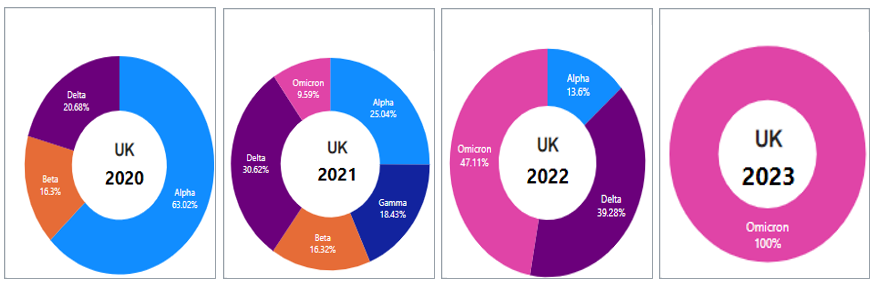 Delta
20.68%
Beta
16.3%
Alpha
63.02%
UK
2020
Omicron
9.59%
Alpha
25.04%
Delta
30.62%
Gamma
18.43%
Beta
16.32%
UK
2021
Alpha
13.6%
Omicron
47.11%
Delta
39.28%
UK
2022
UK
2023
Omicron
100%